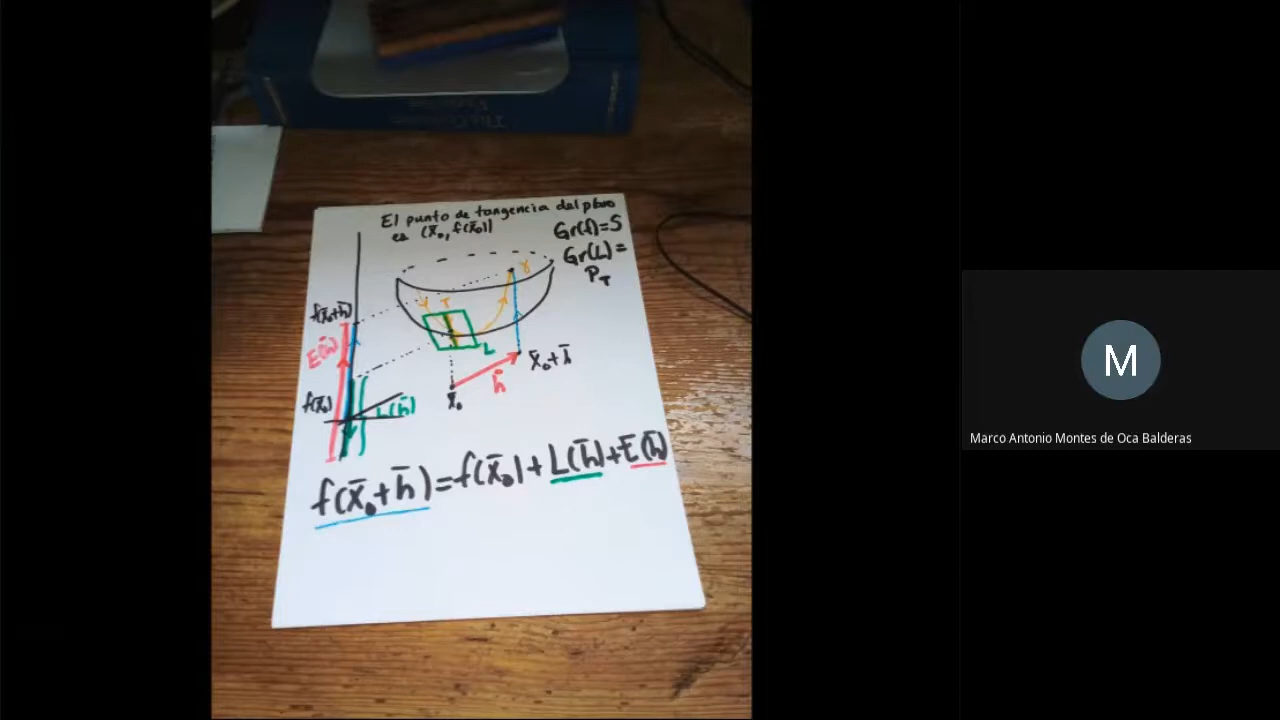 El punto de tangencia del plano
es (x̄₀, f(x̄₀))
Gr(f)=S
Gr(L)=
P_T
γ
T
L
f(x̄₀+h̄)
E(h̄)
f(x̄₀)
L(h̄)
h̄
x̄₀+h̄
x̄₀
f(x̄₀+h̄)=f(x̄₀)+L(h̄)+E(h̄)
M
Marco Antonio Montes de Oca Balderas